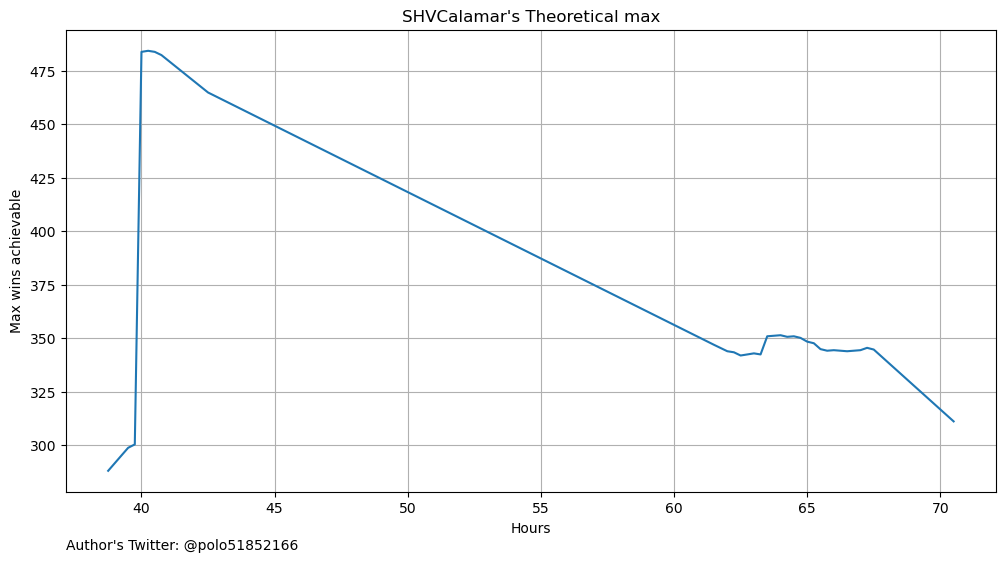 SHVCalamar's Theoretical max
Max wins achievable
475
450
425
400
375
350
325
300
40 45 50 55 60 65 70
Hours
Author's Twitter: @polo51852166